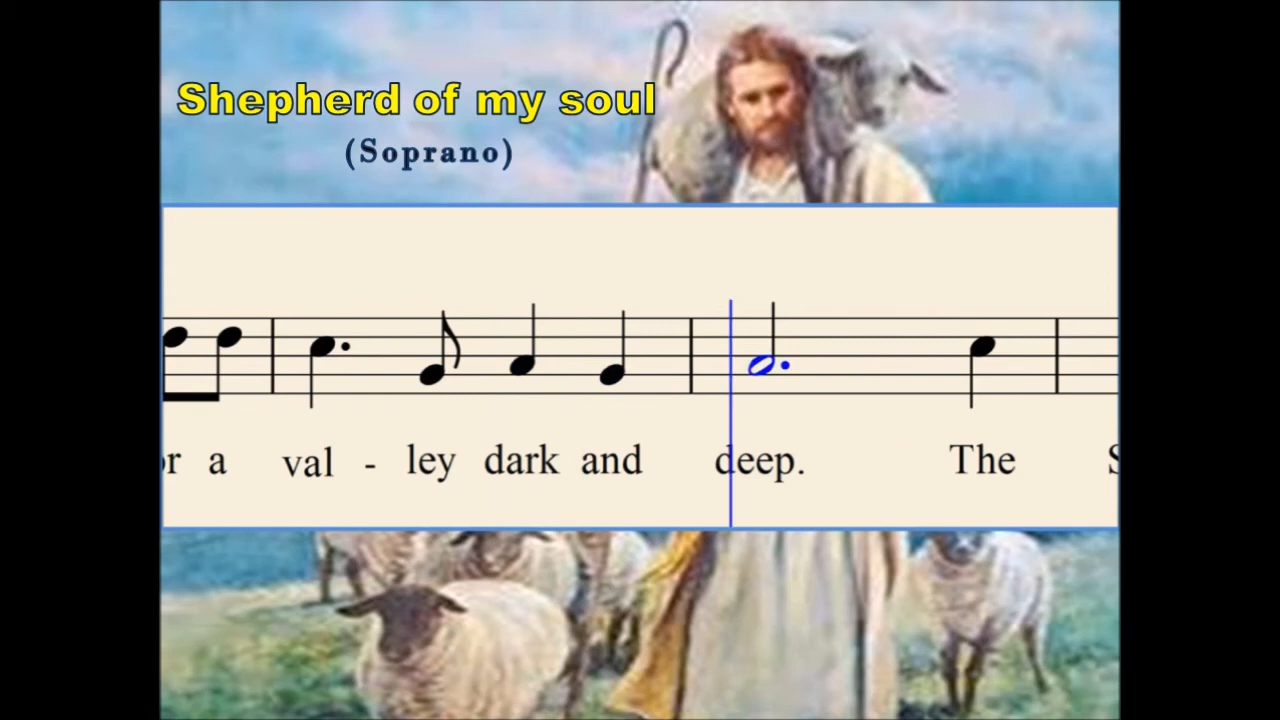 Shepherd of my soul
(Soprano)
a val - ley dark and deep. The